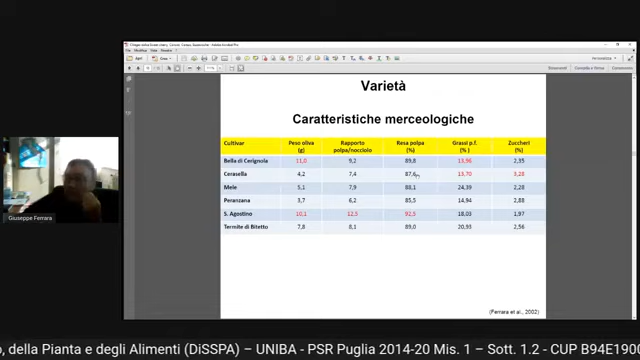 Varietà
Caratteristiche merceologiche
Cultivar Peso oliva (g) Rapporto polpa/nocciolo Resa polpa (%) Grassi p.f. (%) Zuccheri (%)
Bella di Cerignola 11,0 9,2 89,8 13,96 2,35
Cerasella 4,2 7,4 87,6 13,70 3,28
Mele 5,1 7,9 88,1 24,39 2,28
Peranzana 3,7 6,2 85,5 14,94 2,88
S. Agostino 10,1 12,5 92,5 18,03 1,97
Termite di Bitetto 7,8 8,1 89,0 20,93 2,56
Giuseppe Ferrara
(Ferrara et al., 2002)
o, della Pianta e degli Alimenti (DiSSPA) – UNIBA - PSR Puglia 2014-20 Mis. 1 – Sott. 1.2 - CUP B94E1900